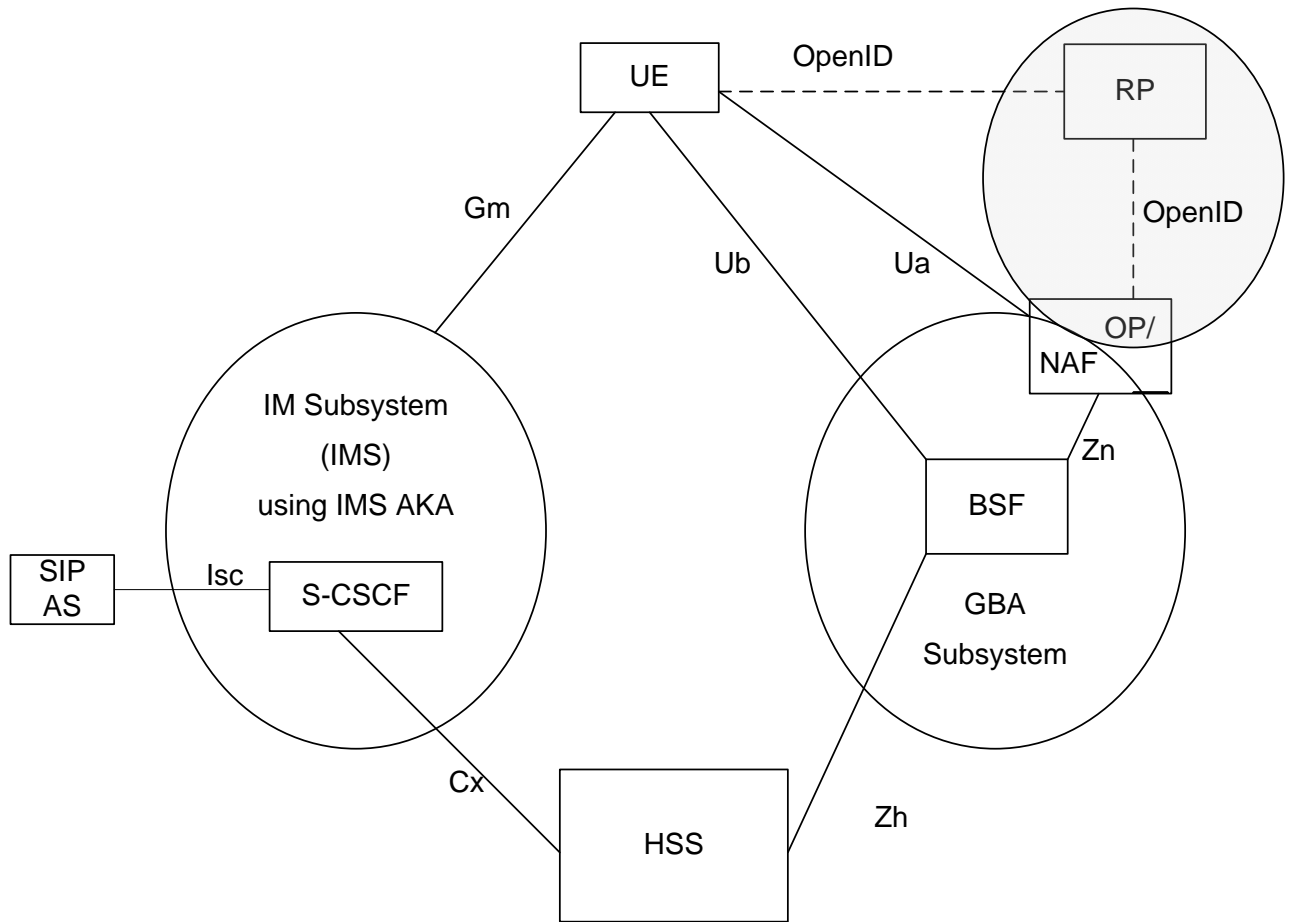 OpenID
UE
RP
Gm
OpenID
Ub
Ua
OP/
NAF
IM Subsystem
(IMS)
using IMS AKA
Zn
BSF
SIP
AS
Isc
S-CSCF
GBA
Subsystem
Cx
Zh
HSS